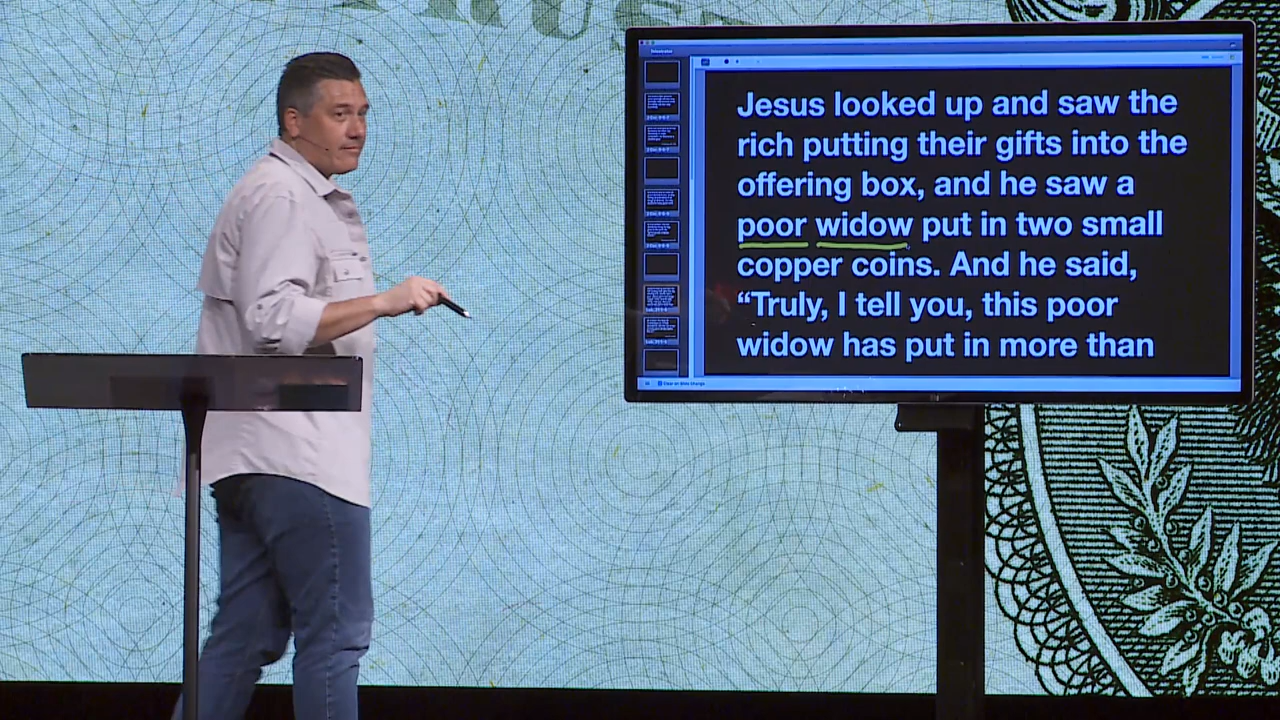 Jesus looked up and saw the
rich putting their gifts into the
offering box, and he saw a
poor widow put in two small
copper coins. And he said,
“Truly, I tell you, this poor
widow has put in more than